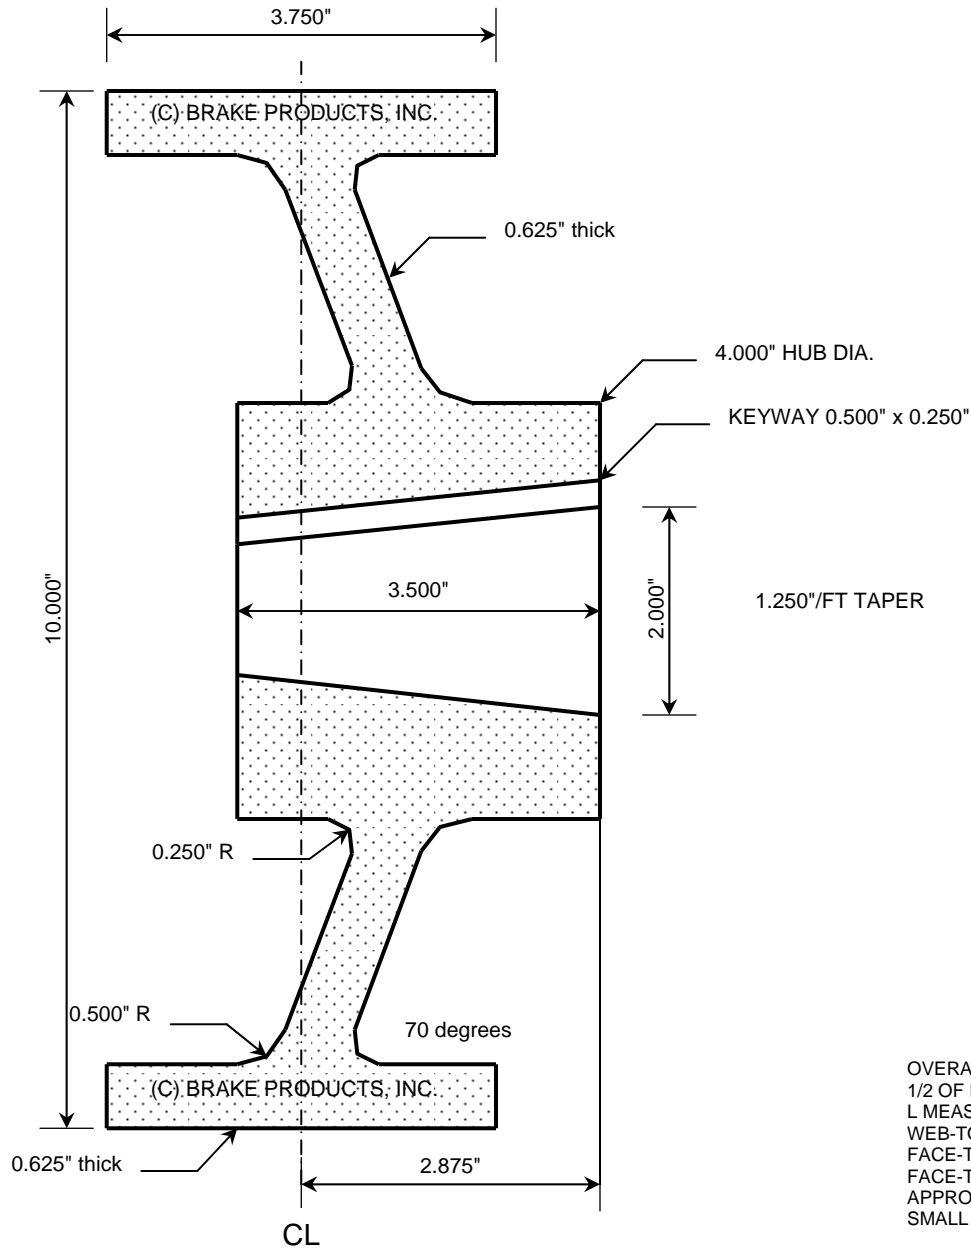 3.750"
(C) BRAKE PRODUCTS, INC.
0.625" thick
4.000" HUB DIA.
KEYWAY 0.500" x 0.250"
10.000"
3.500"
2.000"
1.250"/FT TAPER
0.250" R
0.500" R
70 degrees
(C) BRAKE PRODUCTS, INC.
0.625" thick
2.875"
CL
OVERA
1/2 OF
L MEAS
WEB-TO
FACE-T
FACE-T
APPRO
SMALL